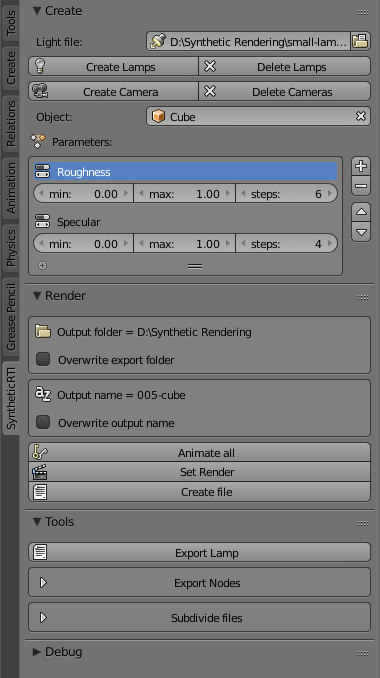 Create
Light file: D:\Synthetic Rendering\small-lam...
Create Lamps Delete Lamps
Create Camera Delete Cameras
Object: Cube
Parameters:
Roughness
min: 0.00 max: 1.00 steps: 6
Specular
min: 0.00 max: 1.00 steps: 4
Render
Output folder = D:\Synthetic Rendering
Overwrite export folder
az Output name = 005-cube
Overwrite output name
Animate all
Set Render
Create file
Tools
Export Lamp
Export Nodes
Subdivide files
Debug
Tools
Create
Relations
Animation
Physics
Grease Pencil
SyntheticRTI